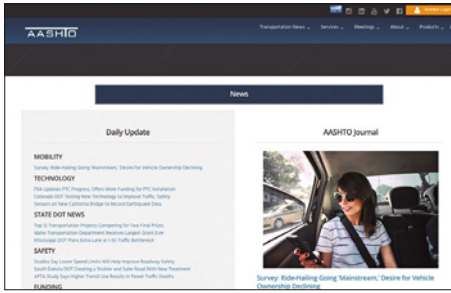 Member Login
AASHTO
Transportation News
Services
Meetings
About
Products
News
Daily Update
MOBILITY
Survey: Ride-Hailing Going 'Mainstream,' Desire for Vehicle Ownership Declining
TECHNOLOGY
FRA Updates PTC Progress, Offers More Funding for PTC Installation
Colorado DOT Testing New Technology to Improve Traffic, Safety
Sensors on New California Bridge to Record Earthquake Data
STATE DOT NEWS
Top 12 Transportation Projects Competing for Two Final Prizes
Idaho Transportation Department Receives Largest Grant Ever
Mississippi DOT Plans Extra Lane at I-55 Traffic Bottleneck
SAFETY
Studies Say Lower Speed Limits Will Help Improve Roadway Safety
South Dakota DOT Creating a Slicker and Safer Road With New Treatment
APTA Study Says Higher Transit Use Results in Fewer Traffic Deaths
FUNDING
AASHTO Journal
Survey: Ride-Hailing Going 'Mainstream,' Desire for Vehicle
Ownership Declining